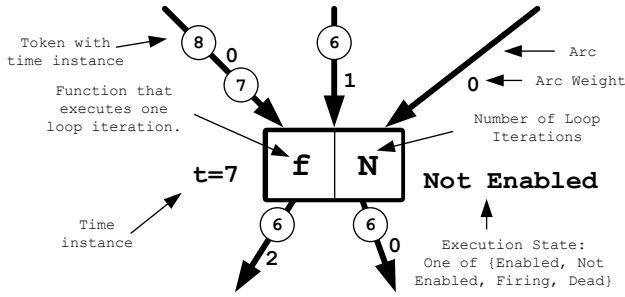 Token with
time instance
8
0
7
6
1
Arc
0
Arc Weight
Function that
executes one
loop iteration.
Number of Loop
Iterations
t=7
f
N
Not Enabled
Time
instance
6
2
6
0
Execution State:
One of {Enabled, Not
Enabled, Firing, Dead}